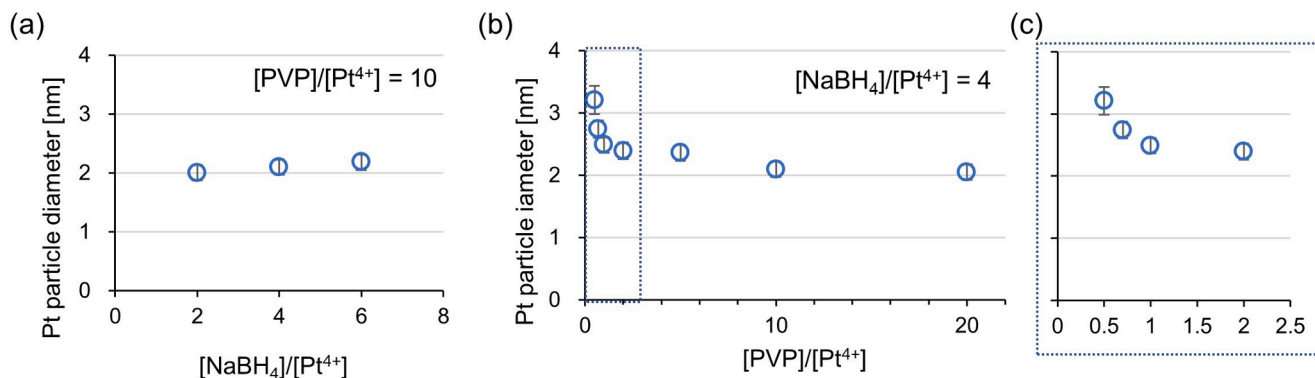 (a)
Pt particle diameter [nm]
4
3
2
1
0
[PVP]/[Pt⁴⁺] = 10
0 2 4 6 8
[NaBH₄]/[Pt⁴⁺]
(b)
Pt particle iameter [nm]
4
3
2
1
0
[NaBH₄]/[Pt⁴⁺] = 4
0 10 20
[PVP]/[Pt⁴⁺]
(c)
0 0.5 1 1.5 2 2.5